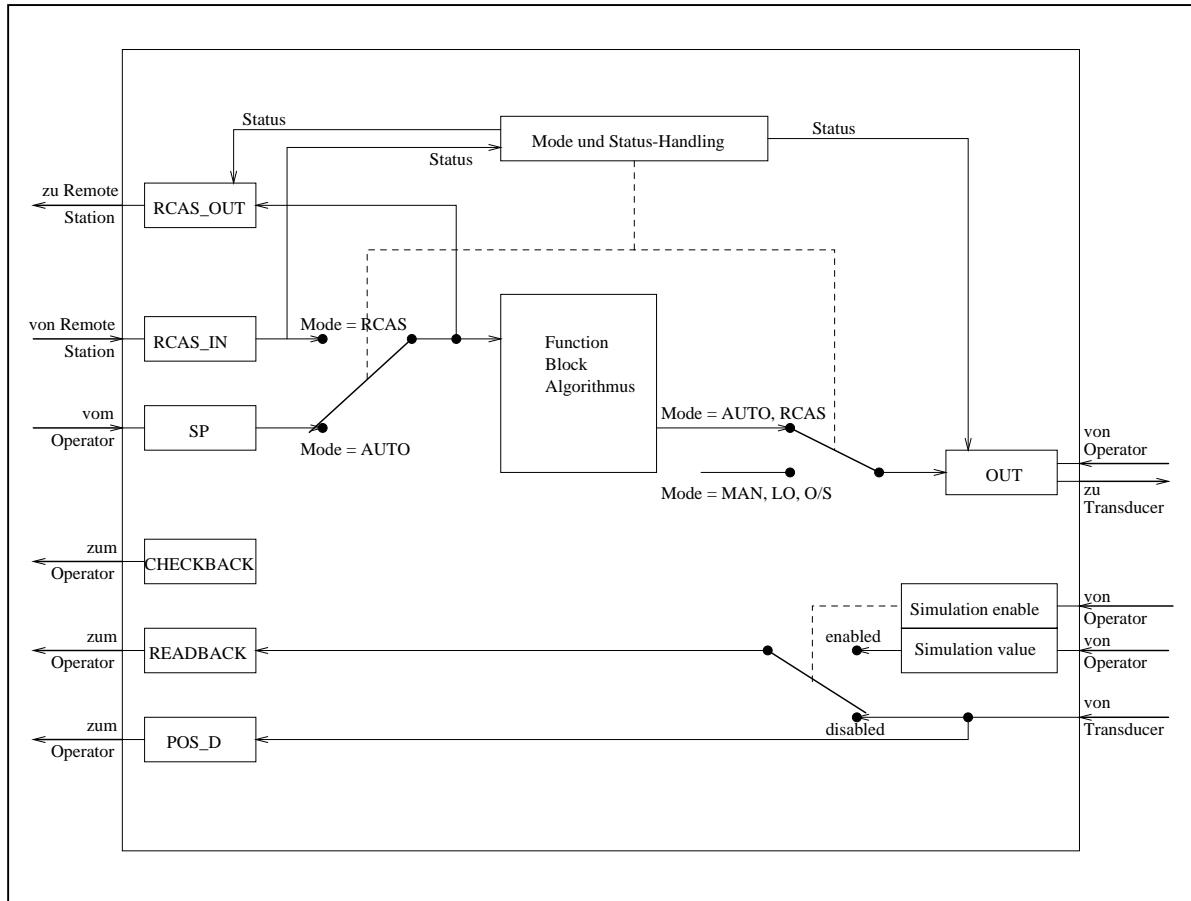 Status
Mode und Status-Handling
Status
Status
zu Remote
Station
RCAS_OUT
von Remote
Station
RCAS_IN
Mode = RCAS
Function
Block
Algorithmus
vom
Operator
SP
Mode = AUTO
Mode = AUTO, RCAS
Mode = MAN, LO, O/S
OUT
von
Operator
zu
Transducer
zum
Operator
CHECKBACK
Simulation enable
von
Operator
zum
Operator
READBACK
enabled
Simulation value
von
Operator
disabled
von
Transducer
zum
Operator
POS_D